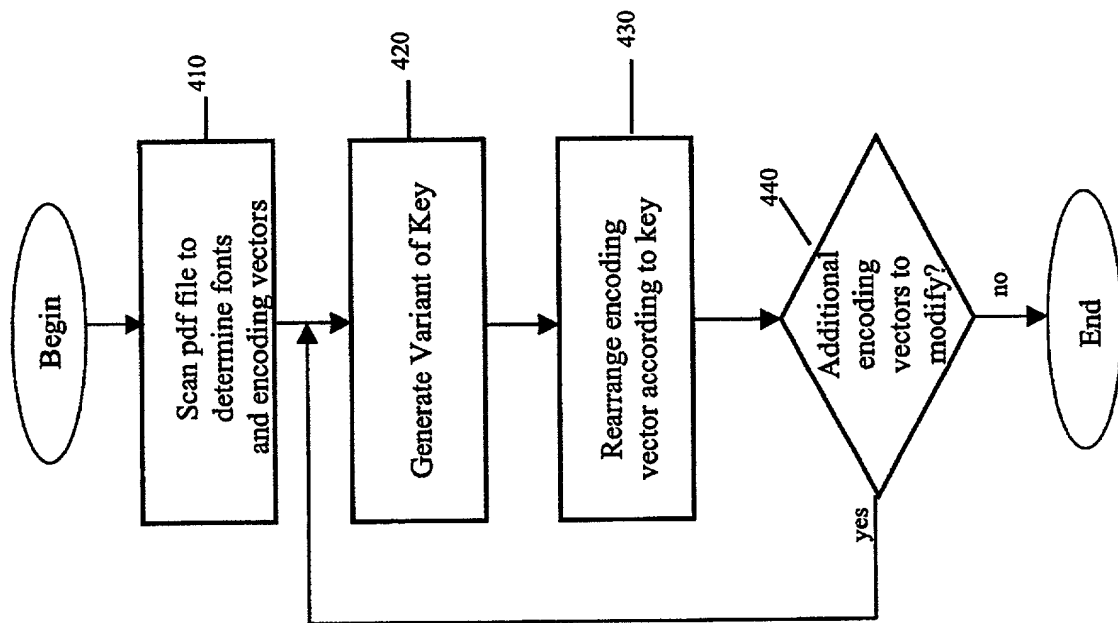 Begin
410
Scan pdf file to
determine fonts
and encoding vectors
420
Generate Variant of Key
430
Rearrange encoding
vector according to key
440
Additional
encoding
vectors to
modify?
yes
no
End